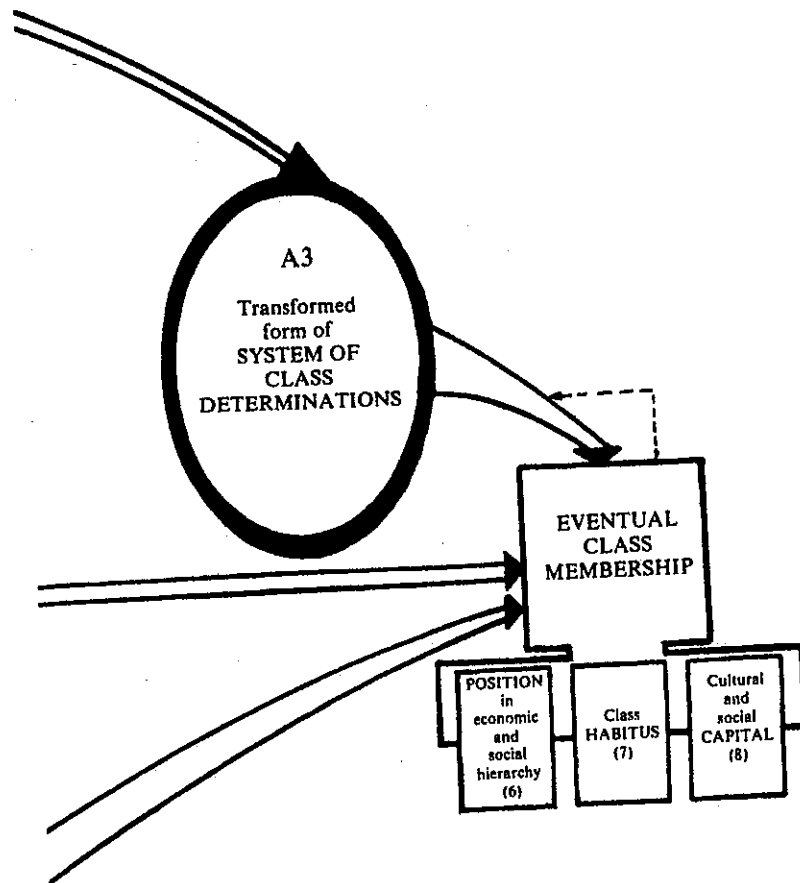 A3
Transformed
form of
SYSTEM OF
CLASS
DETERMINATIONS
EVENTUAL
CLASS
MEMBERSHIP
POSITION
in
economic
and
social
hierarchy
(6)
Class
HABITUS
(7)
Cultural
and
social
CAPITAL
(8)